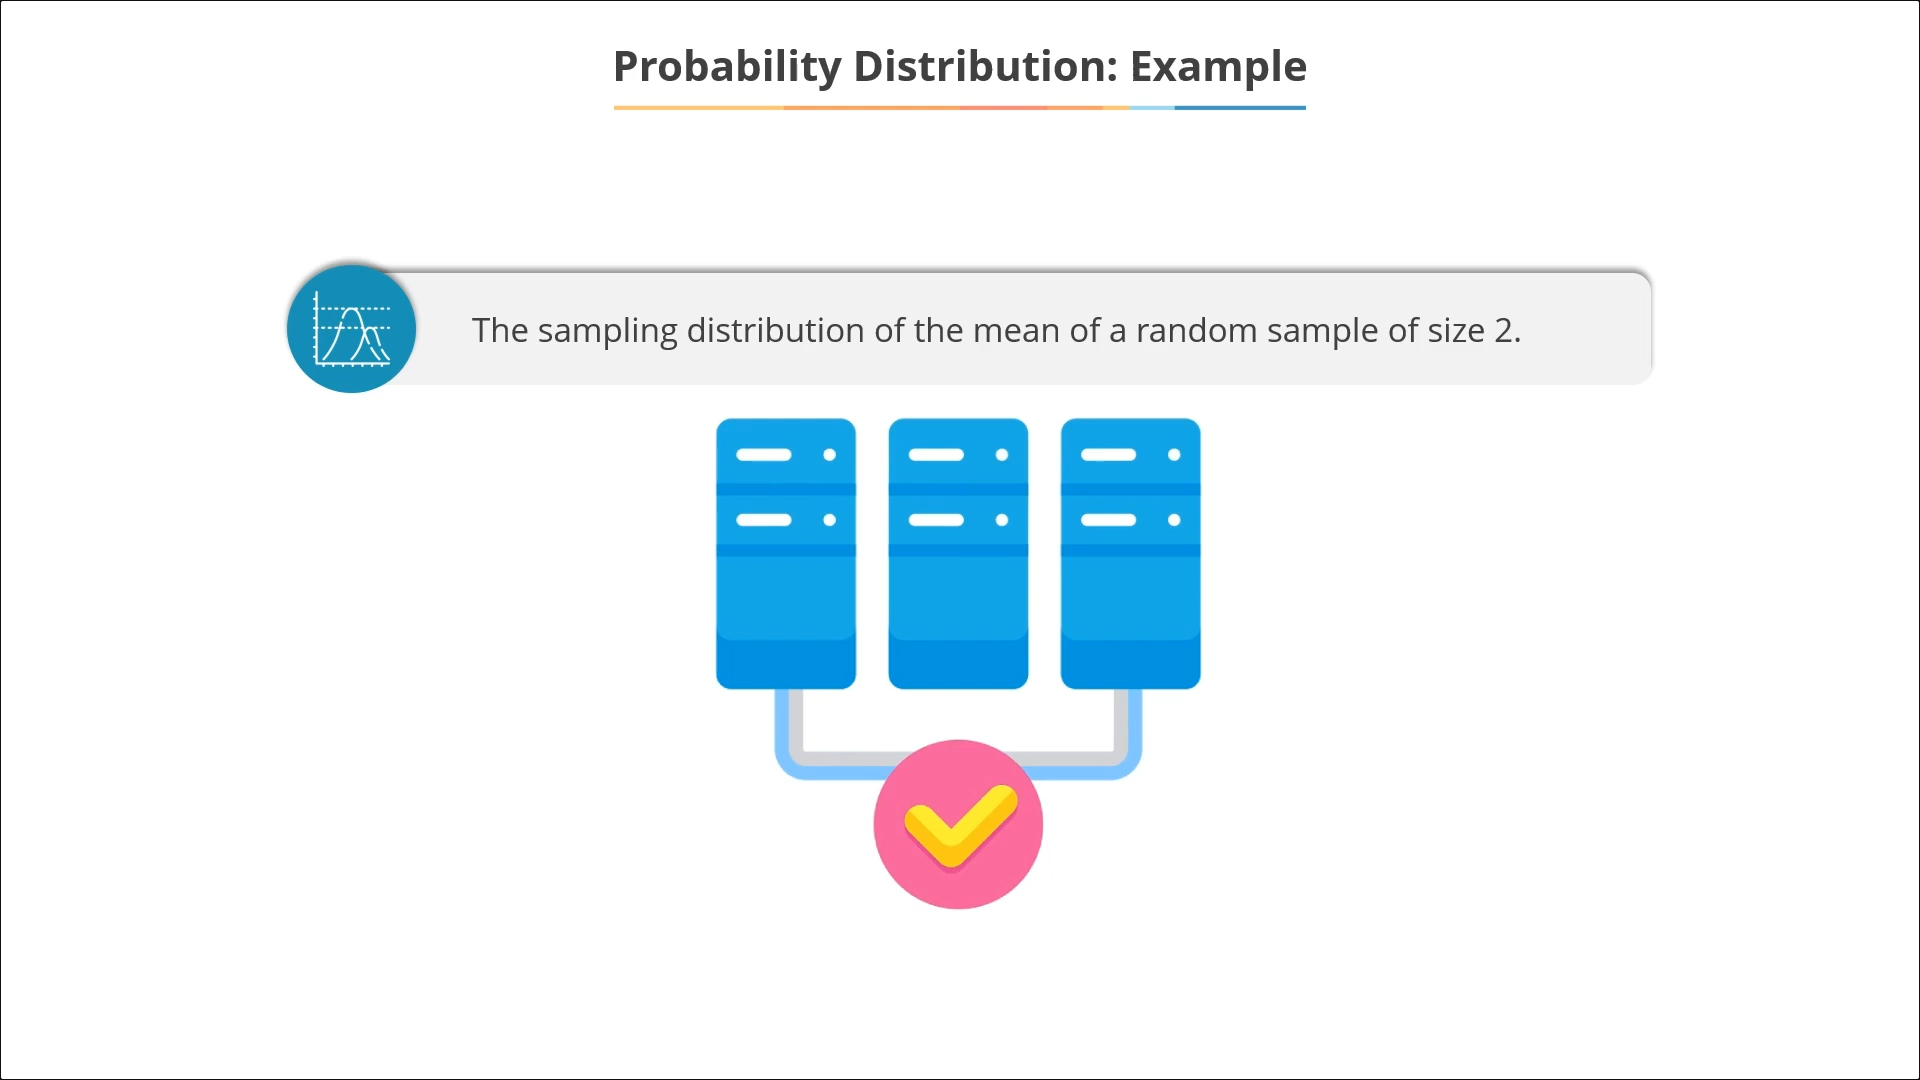 Probability Distribution: Example
The sampling distribution of the mean of a random sample of size 2.